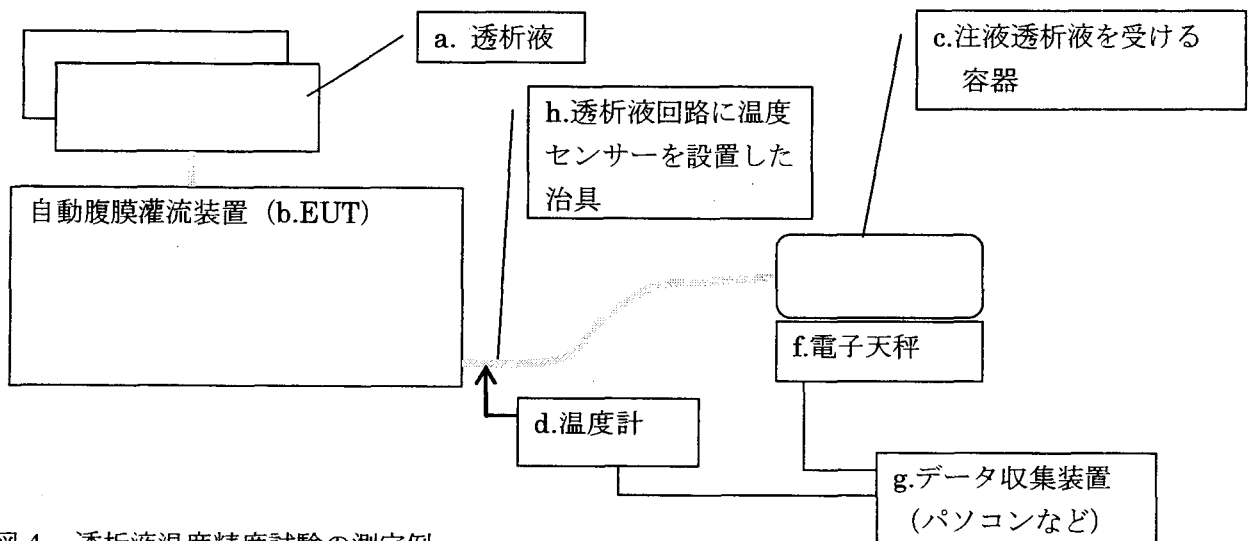 a. 透析液
c.注液透析液を受ける
容器
h.透析液回路に温度
センサーを設置した
治具
自動腹膜灌流装置（b.EUT）
f.電子天秤
d.温度計
g.データ収集装置
（パソコンなど）
図4 透析液温度精度試験の測定例